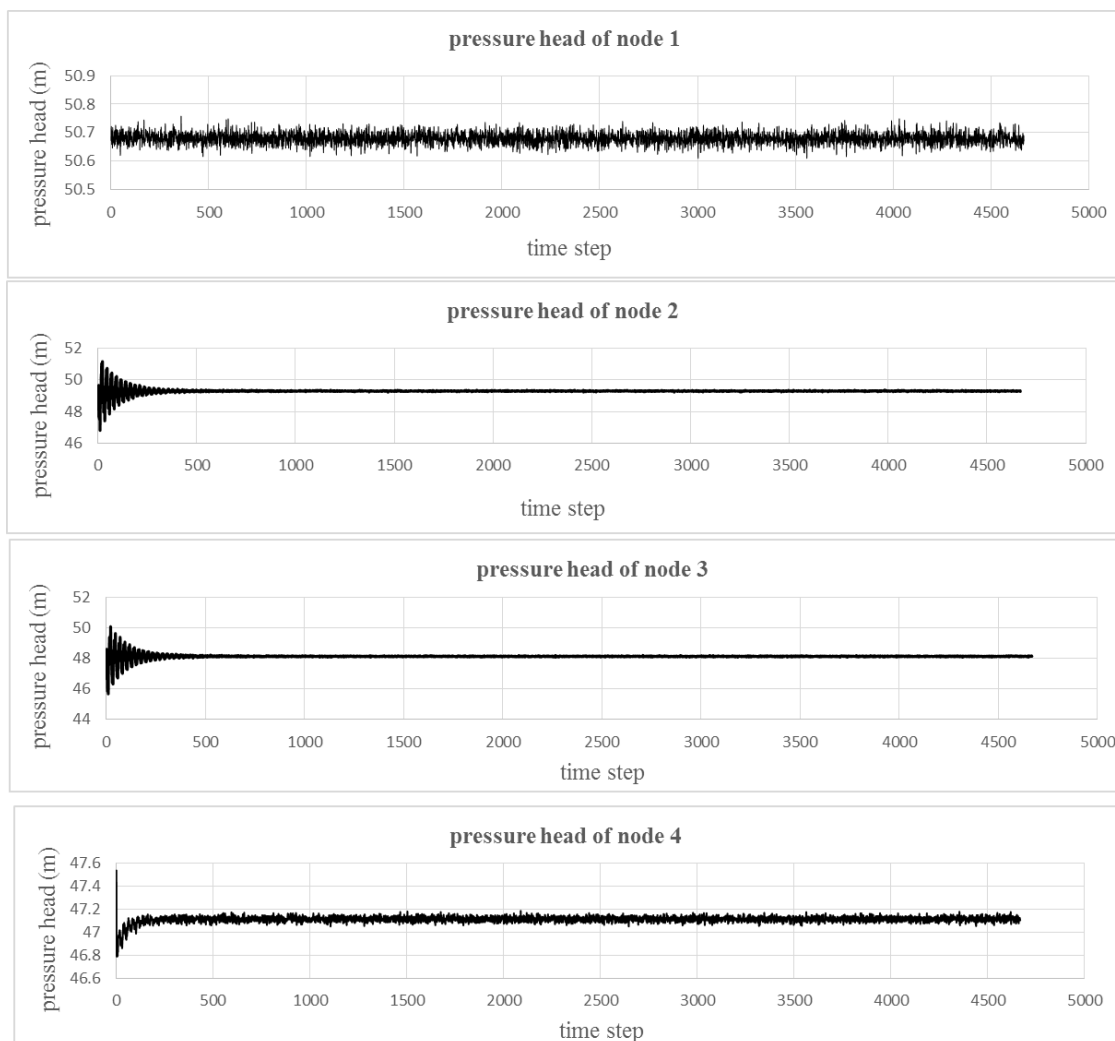 pressure head of node 1
pressure head (m)
50.9
50.8
50.7
50.6
50.5
0 500 1000 1500 2000 2500 3000 3500 4000 4500 5000
time step
pressure head of node 2
pressure head (m)
52
50
48
46
0 500 1000 1500 2000 2500 3000 3500 4000 4500 5000
time step
pressure head of node 3
pressure head (m)
52
50
48
46
44
0 500 1000 1500 2000 2500 3000 3500 4000 4500 5000
time step
pressure head of node 4
pressure head (m)
47.6
47.4
47.2
47
46.8
46.6
0 500 1000 1500 2000 2500 3000 3500 4000 4500 5000
time step